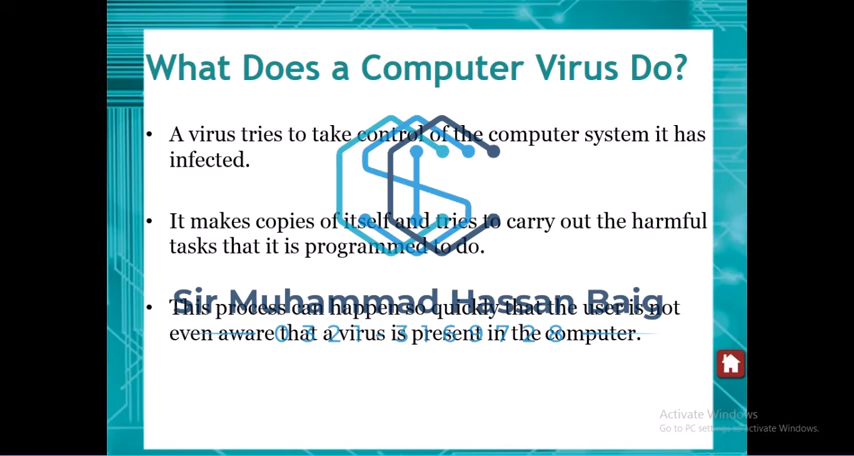 What Does a Computer Virus Do?
• A virus tries to take control of the computer system it has
infected.
• It makes copies of itself and tries to carry out the harmful
tasks that it is programmed to do.
Sir Muhammad Hassan Baig
• This process can happen so quickly that the user is not
even aware that a virus is present in the computer.
0321 3169728
Activate Windows
Go to PC settings to activate Windows.